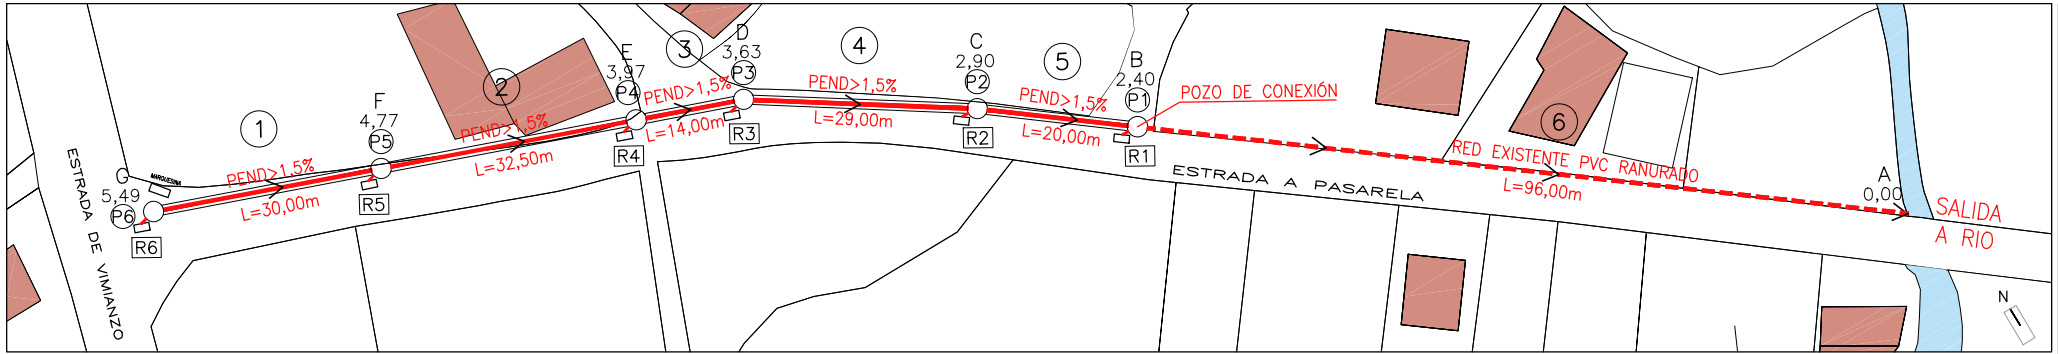 1
PEND>1,5%
L=30,00m
5,49
P6
R6
MARQUESINA
ESTRADA DE VIMIANZO
F
4,77
P5
R5
2
PEND>1,5%
L=32,50m
E
3,97
P4
R4
3
PEND>1,5%
L=14,00m
D
3,63
P3
R3
4
PEND>1,5%
L=29,00m
C
2,90
P2
R2
5
PEND>1,5%
L=20,00m
B
2,40
P1
R1
POZO DE CONEXIÓN
ESTRADA A PASARELA
6
RED EXISTENTE PVC RANURADO
L=96,00m
A
0,00
SALIDA
A RIO
N